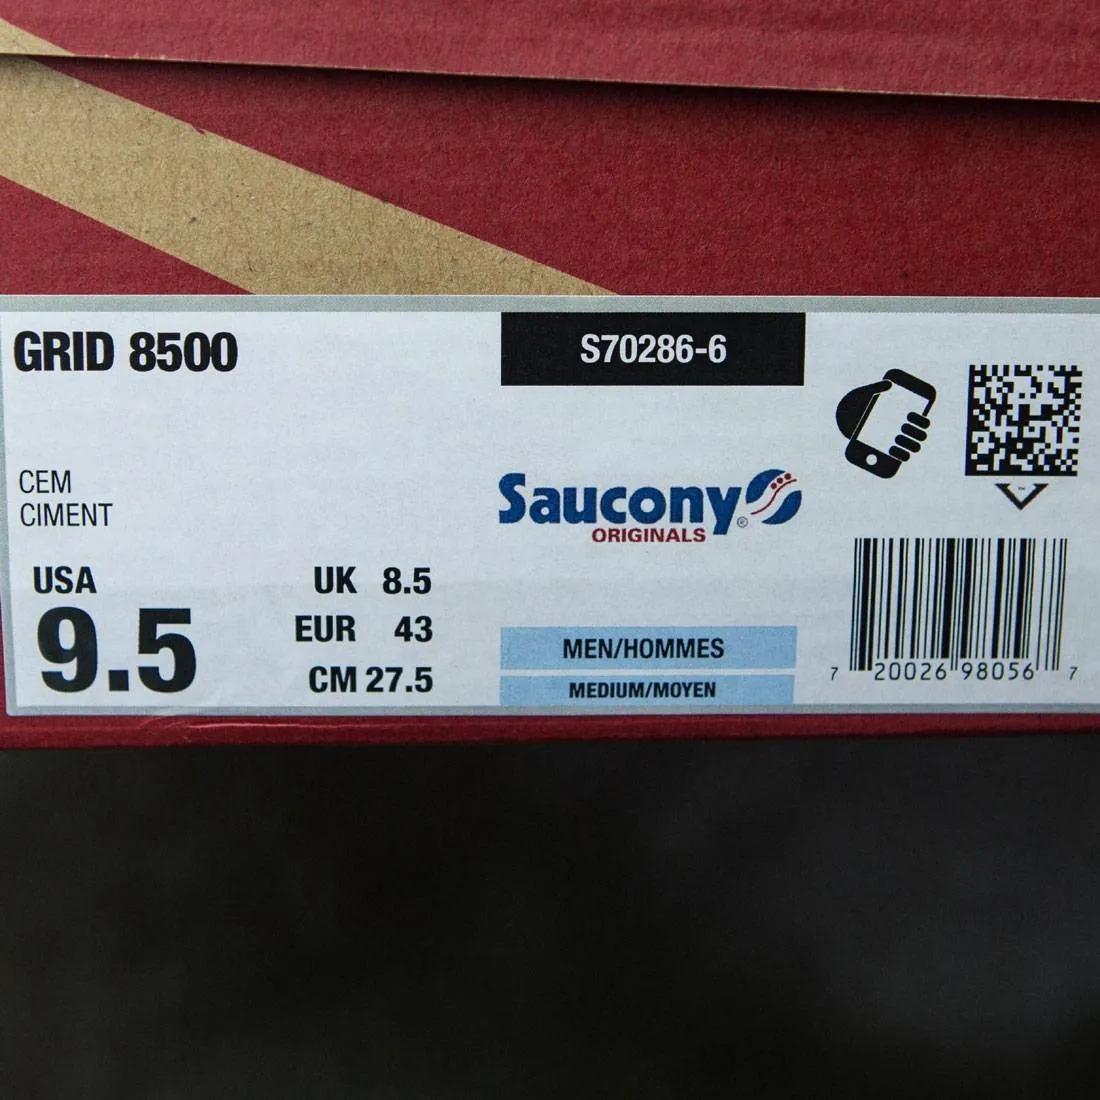 GRID 8500
S70286-6
CEM
CIMENT
Saucony®
ORIGINALS
USA
9.5
UK 8.5
EUR 43
CM 27.5
MEN/HOMMES
MEDIUM/MOYEN
7 20026 98056 7